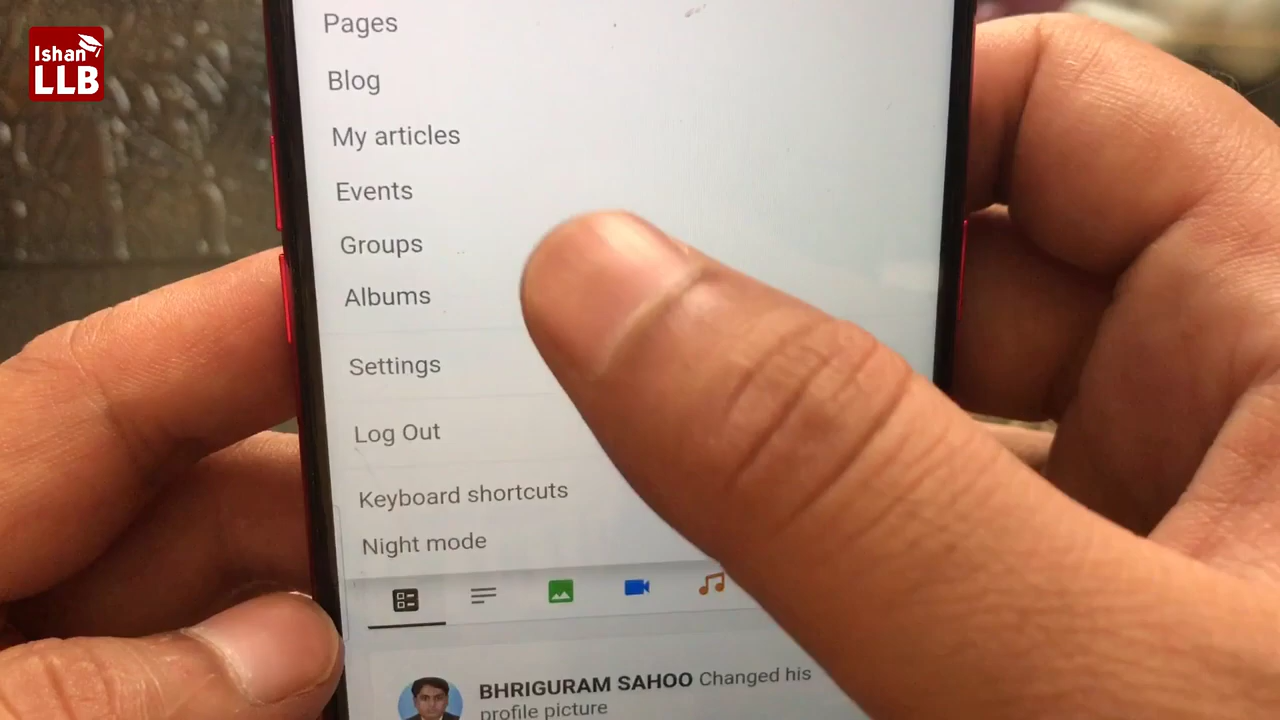 Ishan
LLB
Pages
Blog
My articles
Events
Groups
Albums
Settings
Log Out
Keyboard shortcuts
Night mode
BHRIGURAM SAHOO Changed his
profile picture